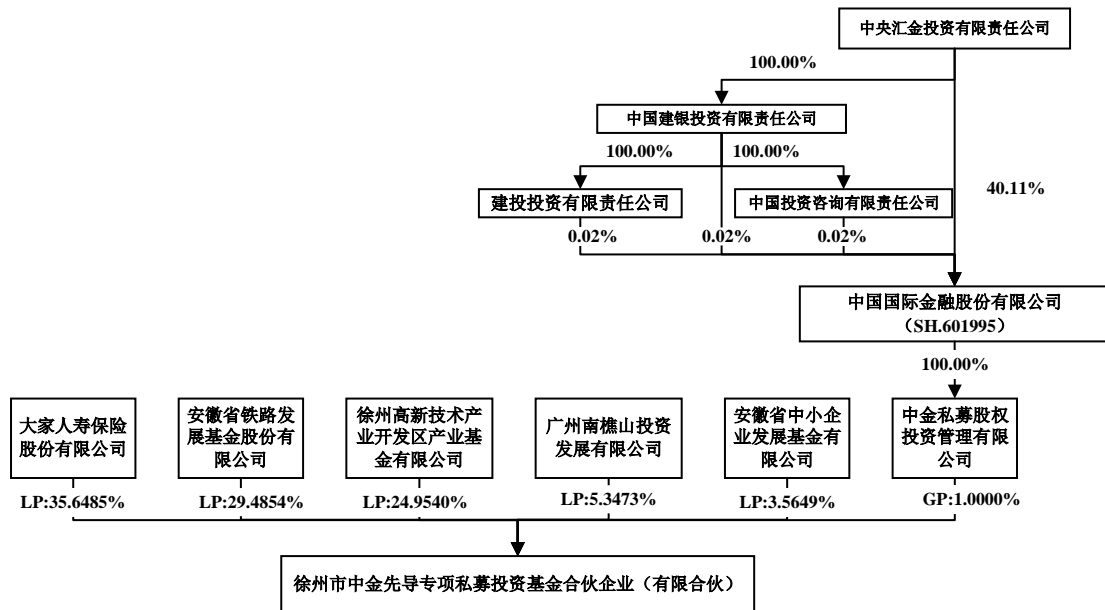 中央汇金投资有限责任公司
100.00%
中国建银投资有限责任公司
100.00%
100.00%
40.11%
建投投资有限责任公司
中国投资咨询有限责任公司
0.02%
0.02%
0.02%
中国国际金融股份有限公司
（SH.601995）
100.00%
大家人寿保险
股份有限公司
安徽省铁路发
展基金股份有
限公司
徐州高新技术产
业开发区产业基
金有限公司
广州南樵山投资
发展有限公司
安徽省中小企
业发展基金有
限公司
中金私募股权
投资管理有限
公司
LP:35.6485%
LP:29.4854%
LP:24.9540%
LP:5.3473%
LP:3.5649%
GP:1.0000%
徐州市中金先导专项私募投资基金合伙企业（有限合伙）